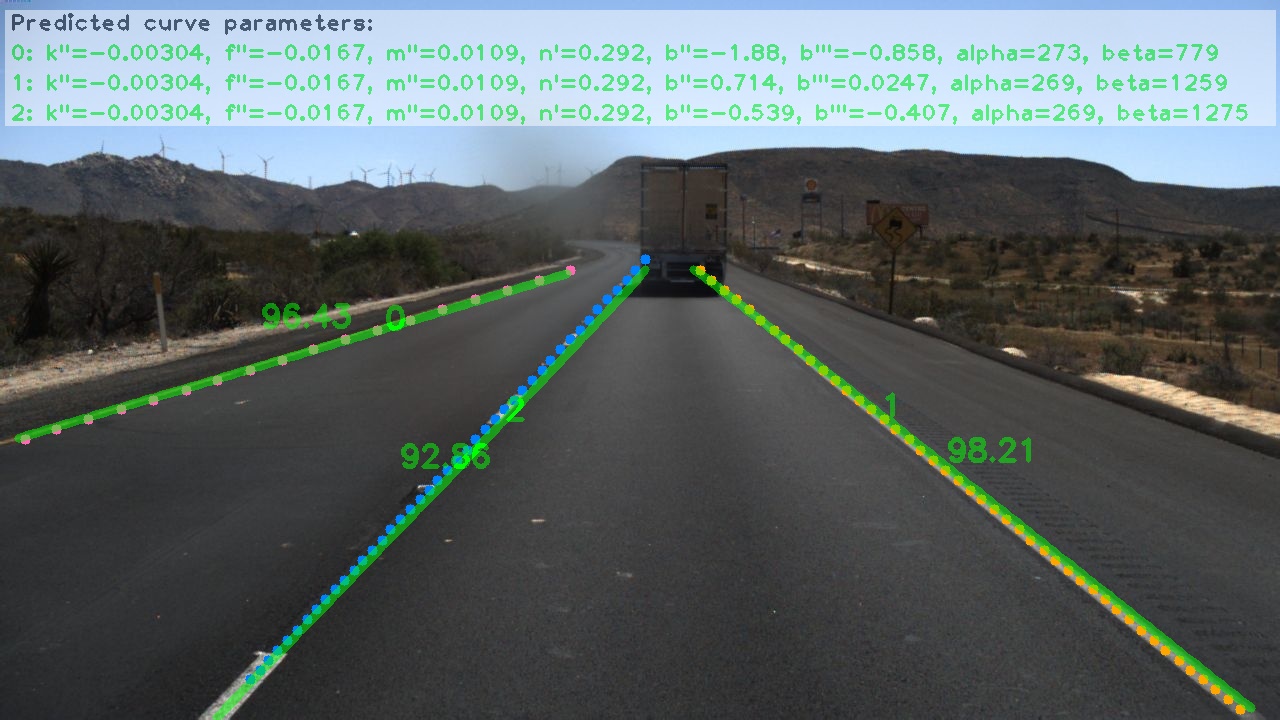 Predicted curve parameters:
0: k''=-0.00304, f''=-0.0167, m''=0.0109, n'=0.292, b''=-1.88, b'''=-0.858, alpha=273, beta=779
1: k''=-0.00304, f''=-0.0167, m''=0.0109, n'=0.292, b''=0.714, b'''=0.0247, alpha=269, beta=1259
2: k''=-0.00304, f''=-0.0167, m''=0.0109, n'=0.292, b''=-0.539, b'''=-0.407, alpha=269, beta=1275
96.43 0
2
1
92.86
98.21